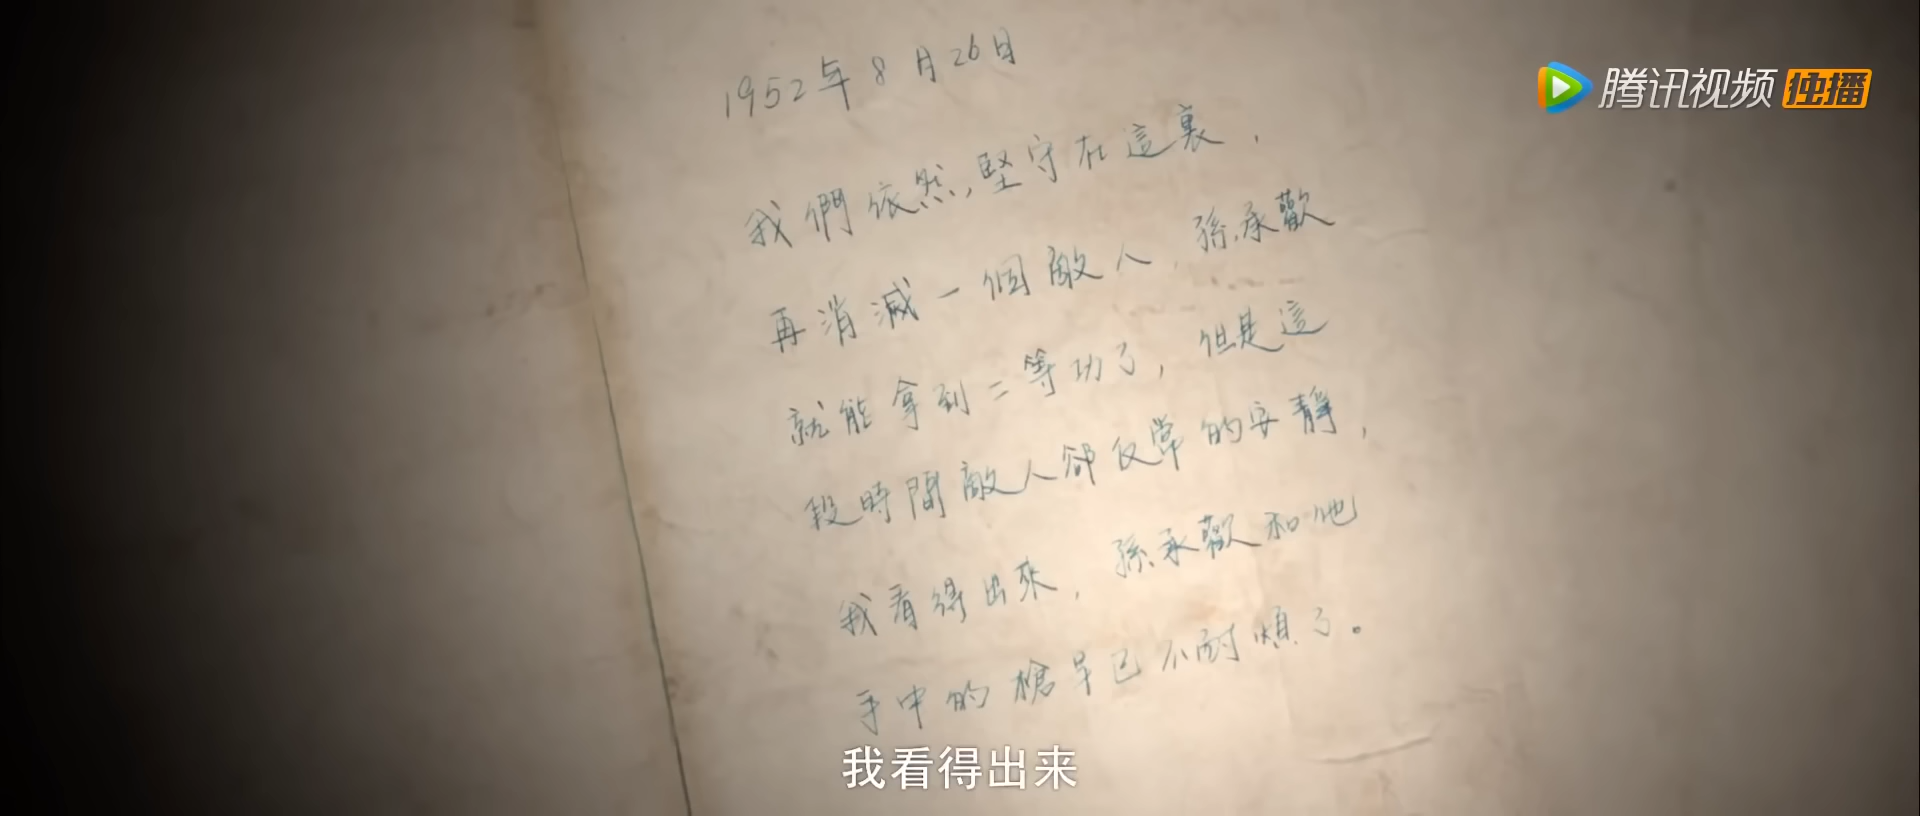 1952年8月26日
腾讯视频 独播
我們依然,堅守在這裏,
再消滅一個敵人,孫承歡
就能拿到二等功了,但是這
段時間敵人卻反常的安靜,
我看得出來,孫承歡和他
手中的槍早已不耐煩了。
我看得出来